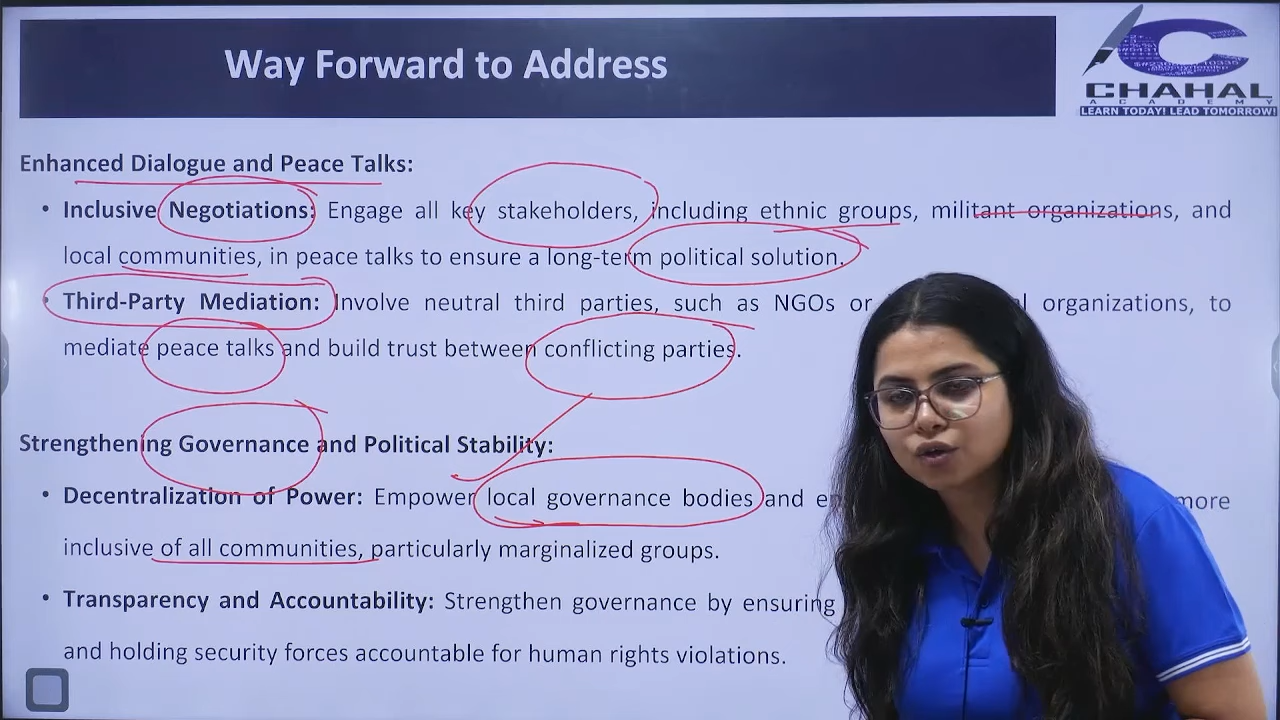 Way Forward to Address
CHAHAL
ACADEMY
LEARN TODAY! LEAD TOMORROW!
Enhanced Dialogue and Peace Talks:
• Inclusive Negotiations: Engage all key stakeholders, including ethnic groups, militant organizations, and
local communities, in peace talks to ensure a long-term political solution.
• Third-Party Mediation: Involve neutral third parties, such as NGOs or organizations, to
mediate peace talks and build trust between conflicting parties.
Strengthening Governance and Political Stability:
• Decentralization of Power: Empower local governance bodies and more
inclusive of all communities, particularly marginalized groups.
• Transparency and Accountability: Strengthen governance by ensuring
and holding security forces accountable for human rights violations.